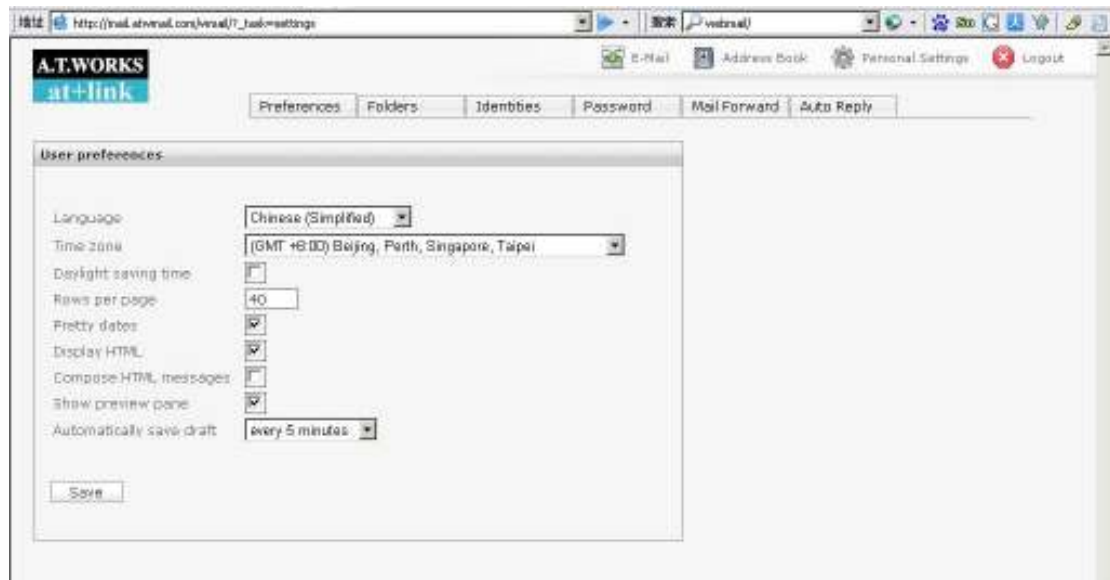 地址 http://mail.atwmail.com/wmail/?_task=settings 搜索 webmail/
A.T.WORKS
at+link
E-Mail Address Book Personal Settings Logout
Preferences Folders Identities Password Mail Forward Auto Reply
User preferences
Language Chinese (Simplified)
Time zone (GMT +8:00) Beijing, Perth, Singapore, Taipei
Daylight saving time
Rows per page 40
Pretty dates
Display HTML
Compose HTML messages
Show preview pane
Automatically save draft every 5 minutes
Save